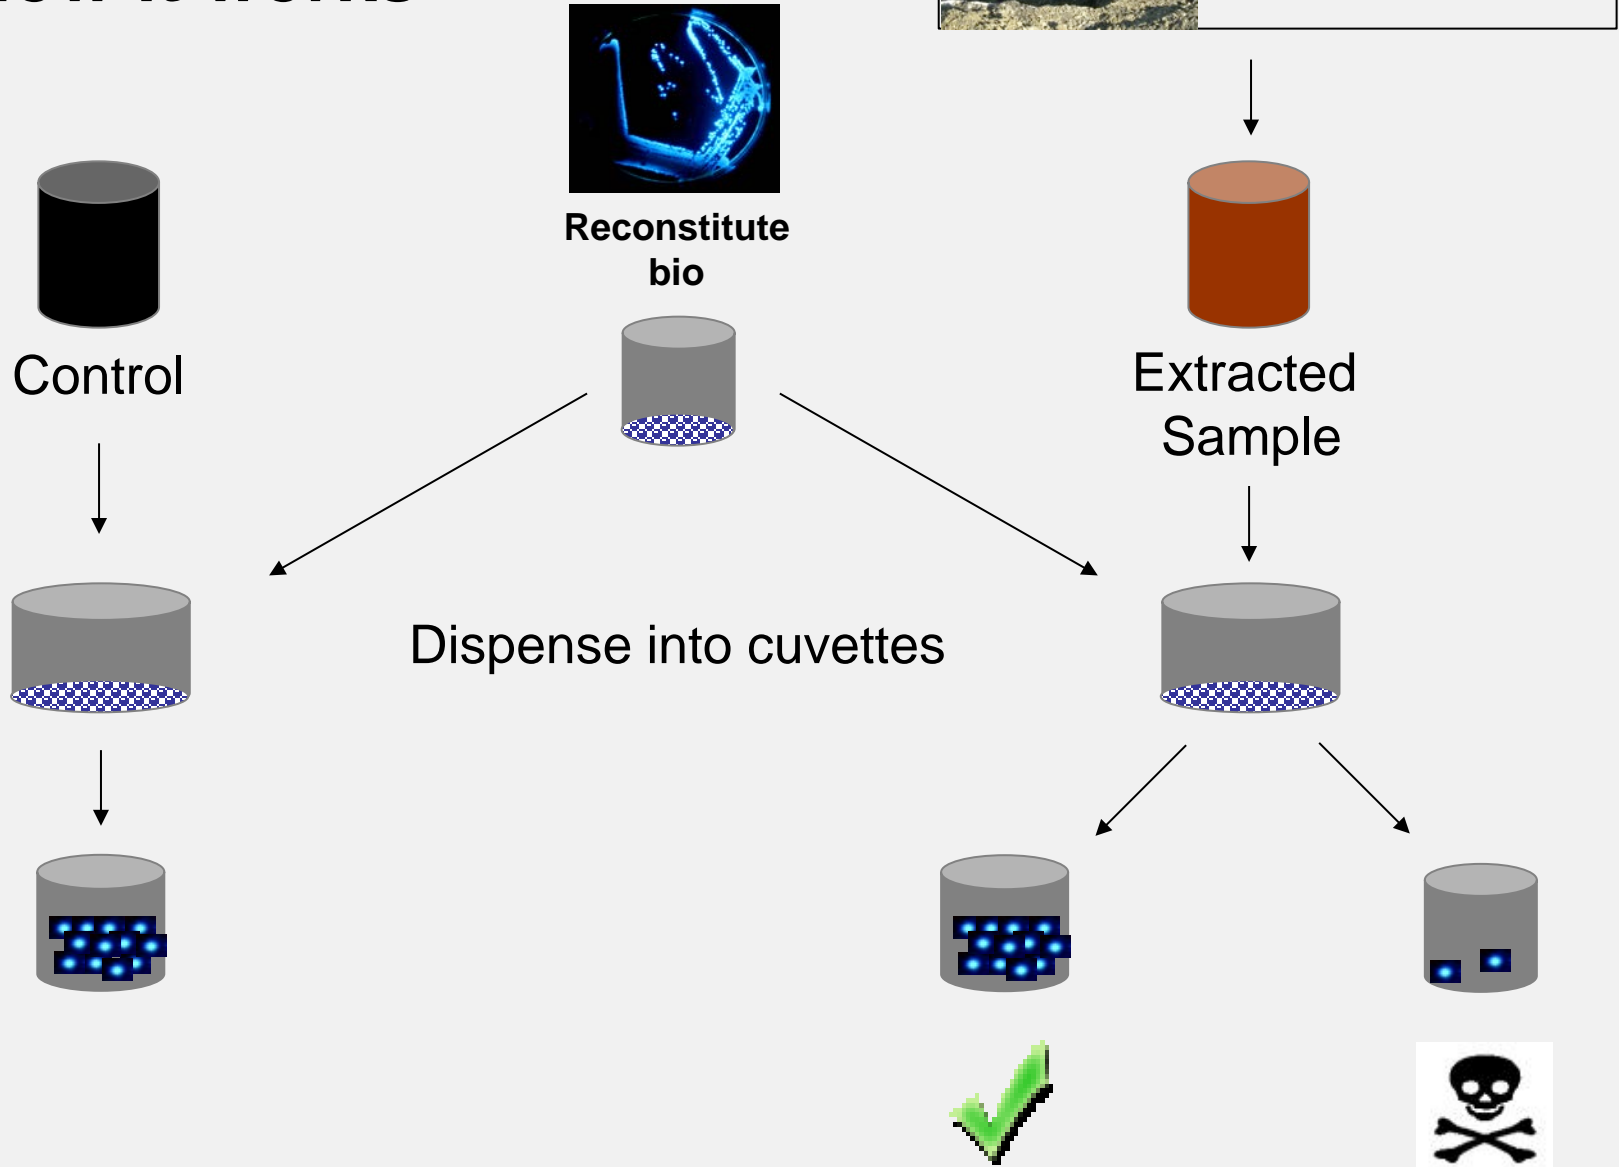 Reconstitute
bio
Control
Extracted
Sample
Dispense into cuvettes